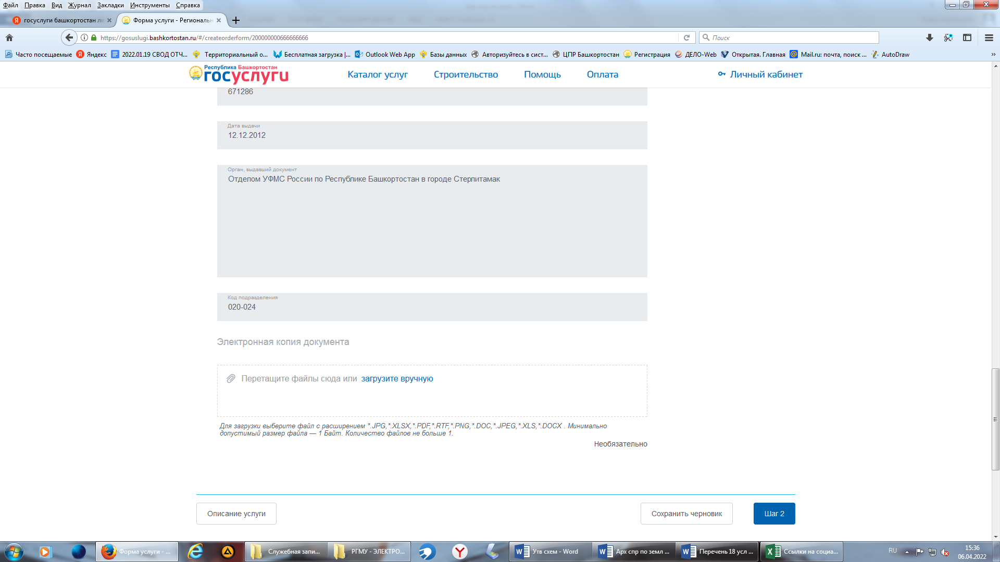 Файл Правка Вид Журнал Закладки Инструменты Справка
госуслуги башкортостан ли
Форма услуги - Региональн
https://gosuslugi.bashkortostan.ru/#/createorderform/200000000666666666
Поиск
Часто посещаемые Яндекс 2022.01.19 СВОД ОТЧ... Территориальный о... Бесплатная загрузка |... Outlook Web App Базы данных Авторизуйтесь в сист... ЦПР Башкортостан Регистрация ДЕЛО-Web Открытая. Главная Mail.ru: почта, поиск ... AutoDraw
Республика Башкортостан
госуслуги
Каталог услуг Строительство Помощь Оплата Личный кабинет
671286
Дата выдачи
12.12.2012
Орган, выдавший документ
Отделом УФМС России по Республике Башкортостан в городе Стерлитамак
Код подразделения
020-024
Электронная копия документа
Перетащите файлы сюда или загрузите вручную
Для загрузки выберите файл с расширением *.JPG,*.XLSX,*.PDF,*.RTF,*.PNG,*.DOC,*.JPEG,*.XLS,*.DOCX . Минимально
допустимый размер файла — 1 Байт. Количество файлов не больше 1.
Необязательно
Описание услуги Сохранить черновик Шаг 2
Форма услуги - ... Служебная запи... РГМУ - ЭЛЕКТРО... Утв схем - Word Арх спр по земл ... Перечень 18 усл ... Ссылки на социа... RU 15:36
06.04.2022